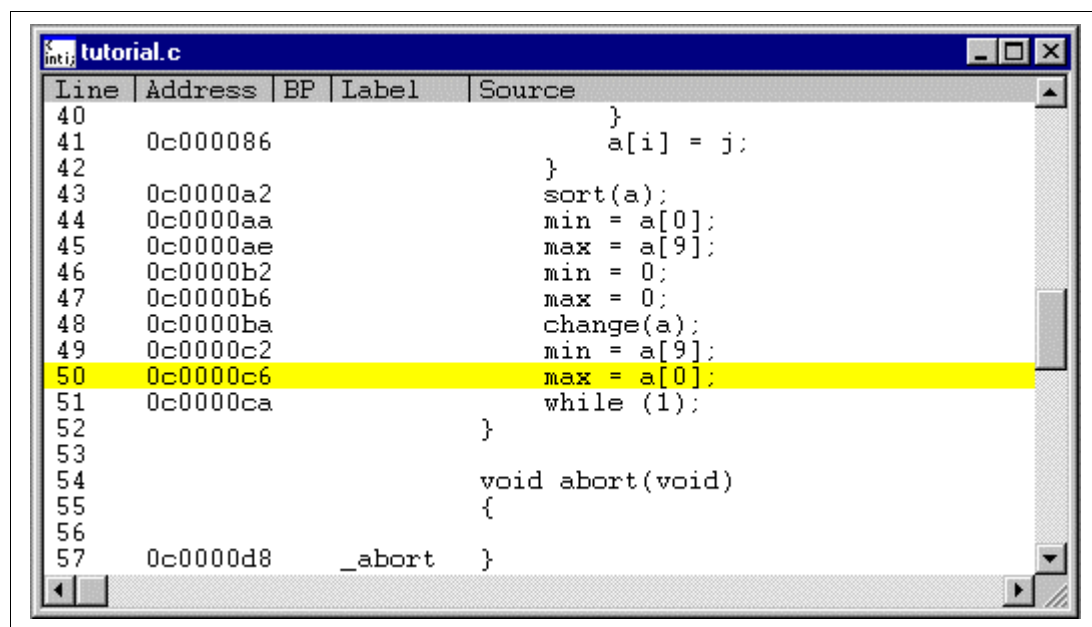 tutorial.c
Line Address BP Label Source
40 }
41 0c000086 a[i] = j;
42 }
43 0c0000a2 sort(a);
44 0c0000aa min = a[0];
45 0c0000ae max = a[9];
46 0c0000b2 min = 0;
47 0c0000b6 max = 0;
48 0c0000ba change(a);
49 0c0000c2 min = a[9];
50 0c0000c6 max = a[0];
51 0c0000ca while (1);
52 }
53
54 void abort(void)
55 {
56
57 0c0000d8 _abort }